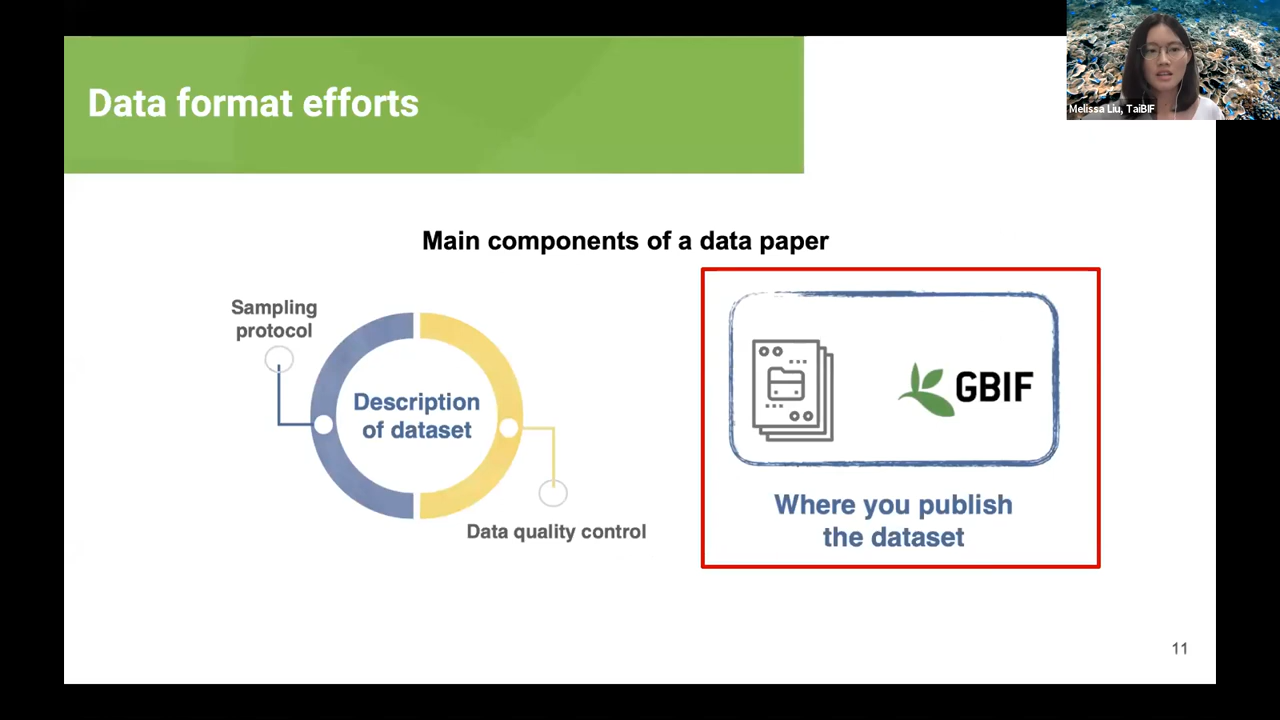 Data format efforts
Melissa Liu, TaiBIF
Main components of a data paper
Sampling
protocol
Description
of dataset
Data quality control
GBIF
Where you publish
the dataset
11